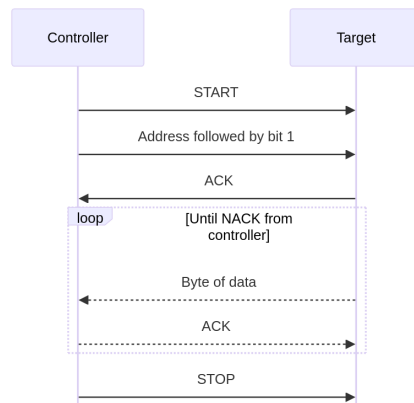 Controller
Target
START
Address followed by bit 1
ACK
loop
[Until NACK from
controller]
Byte of data
ACK
STOP